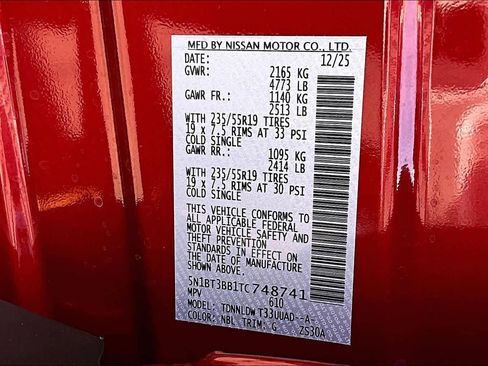 MFD BY NISSAN MOTOR CO., LTD.
DATE: 12/25
GVWR: 2165 KG
4773 LB
GAWR FR.: 1140 KG
2513 LB
WITH 235/55R19 TIRES
19 x 7.5 RIMS AT 33 PSI
COLD SINGLE
GAWR RR.: 1095 KG
2414 LB
WITH 235/55R19 TIRES
19 x 7.5 RIMS AT 30 PSI
COLD SINGLE
THIS VEHICLE CONFORMS TO
ALL APPLICABLE FEDERAL
MOTOR VEHICLE SAFETY AND
THEFT PREVENTION
STANDARDS IN EFFECT ON
THE DATE OF MANUFACTURE
5N1BT3BB1TC748741
MPV 610
MODEL: TDNNLDW T33UUAD--A-
COLOR: NBL TRIM: G ZS30A